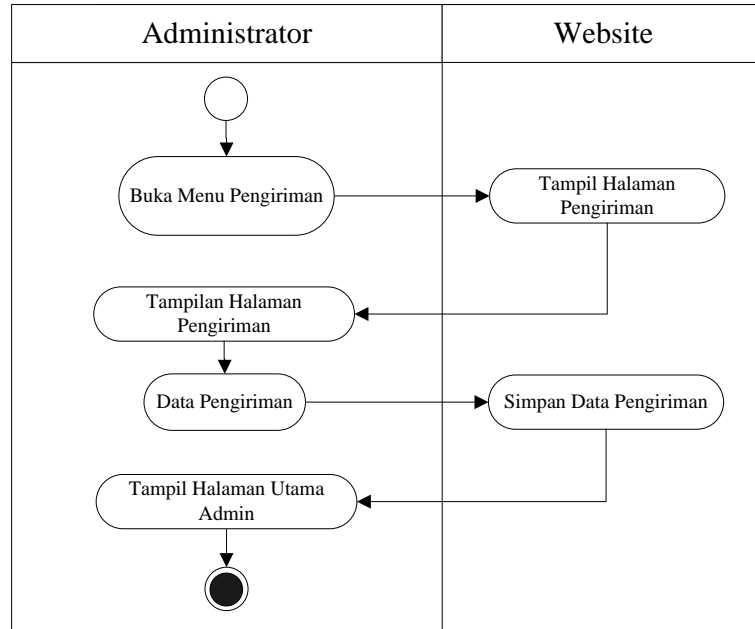 Administrator
Website
Buka Menu Pengiriman
Tampil Halaman
Pengiriman
Tampilan Halaman
Pengiriman
Data Pengiriman
Simpan Data Pengiriman
Tampil Halaman Utama
Admin